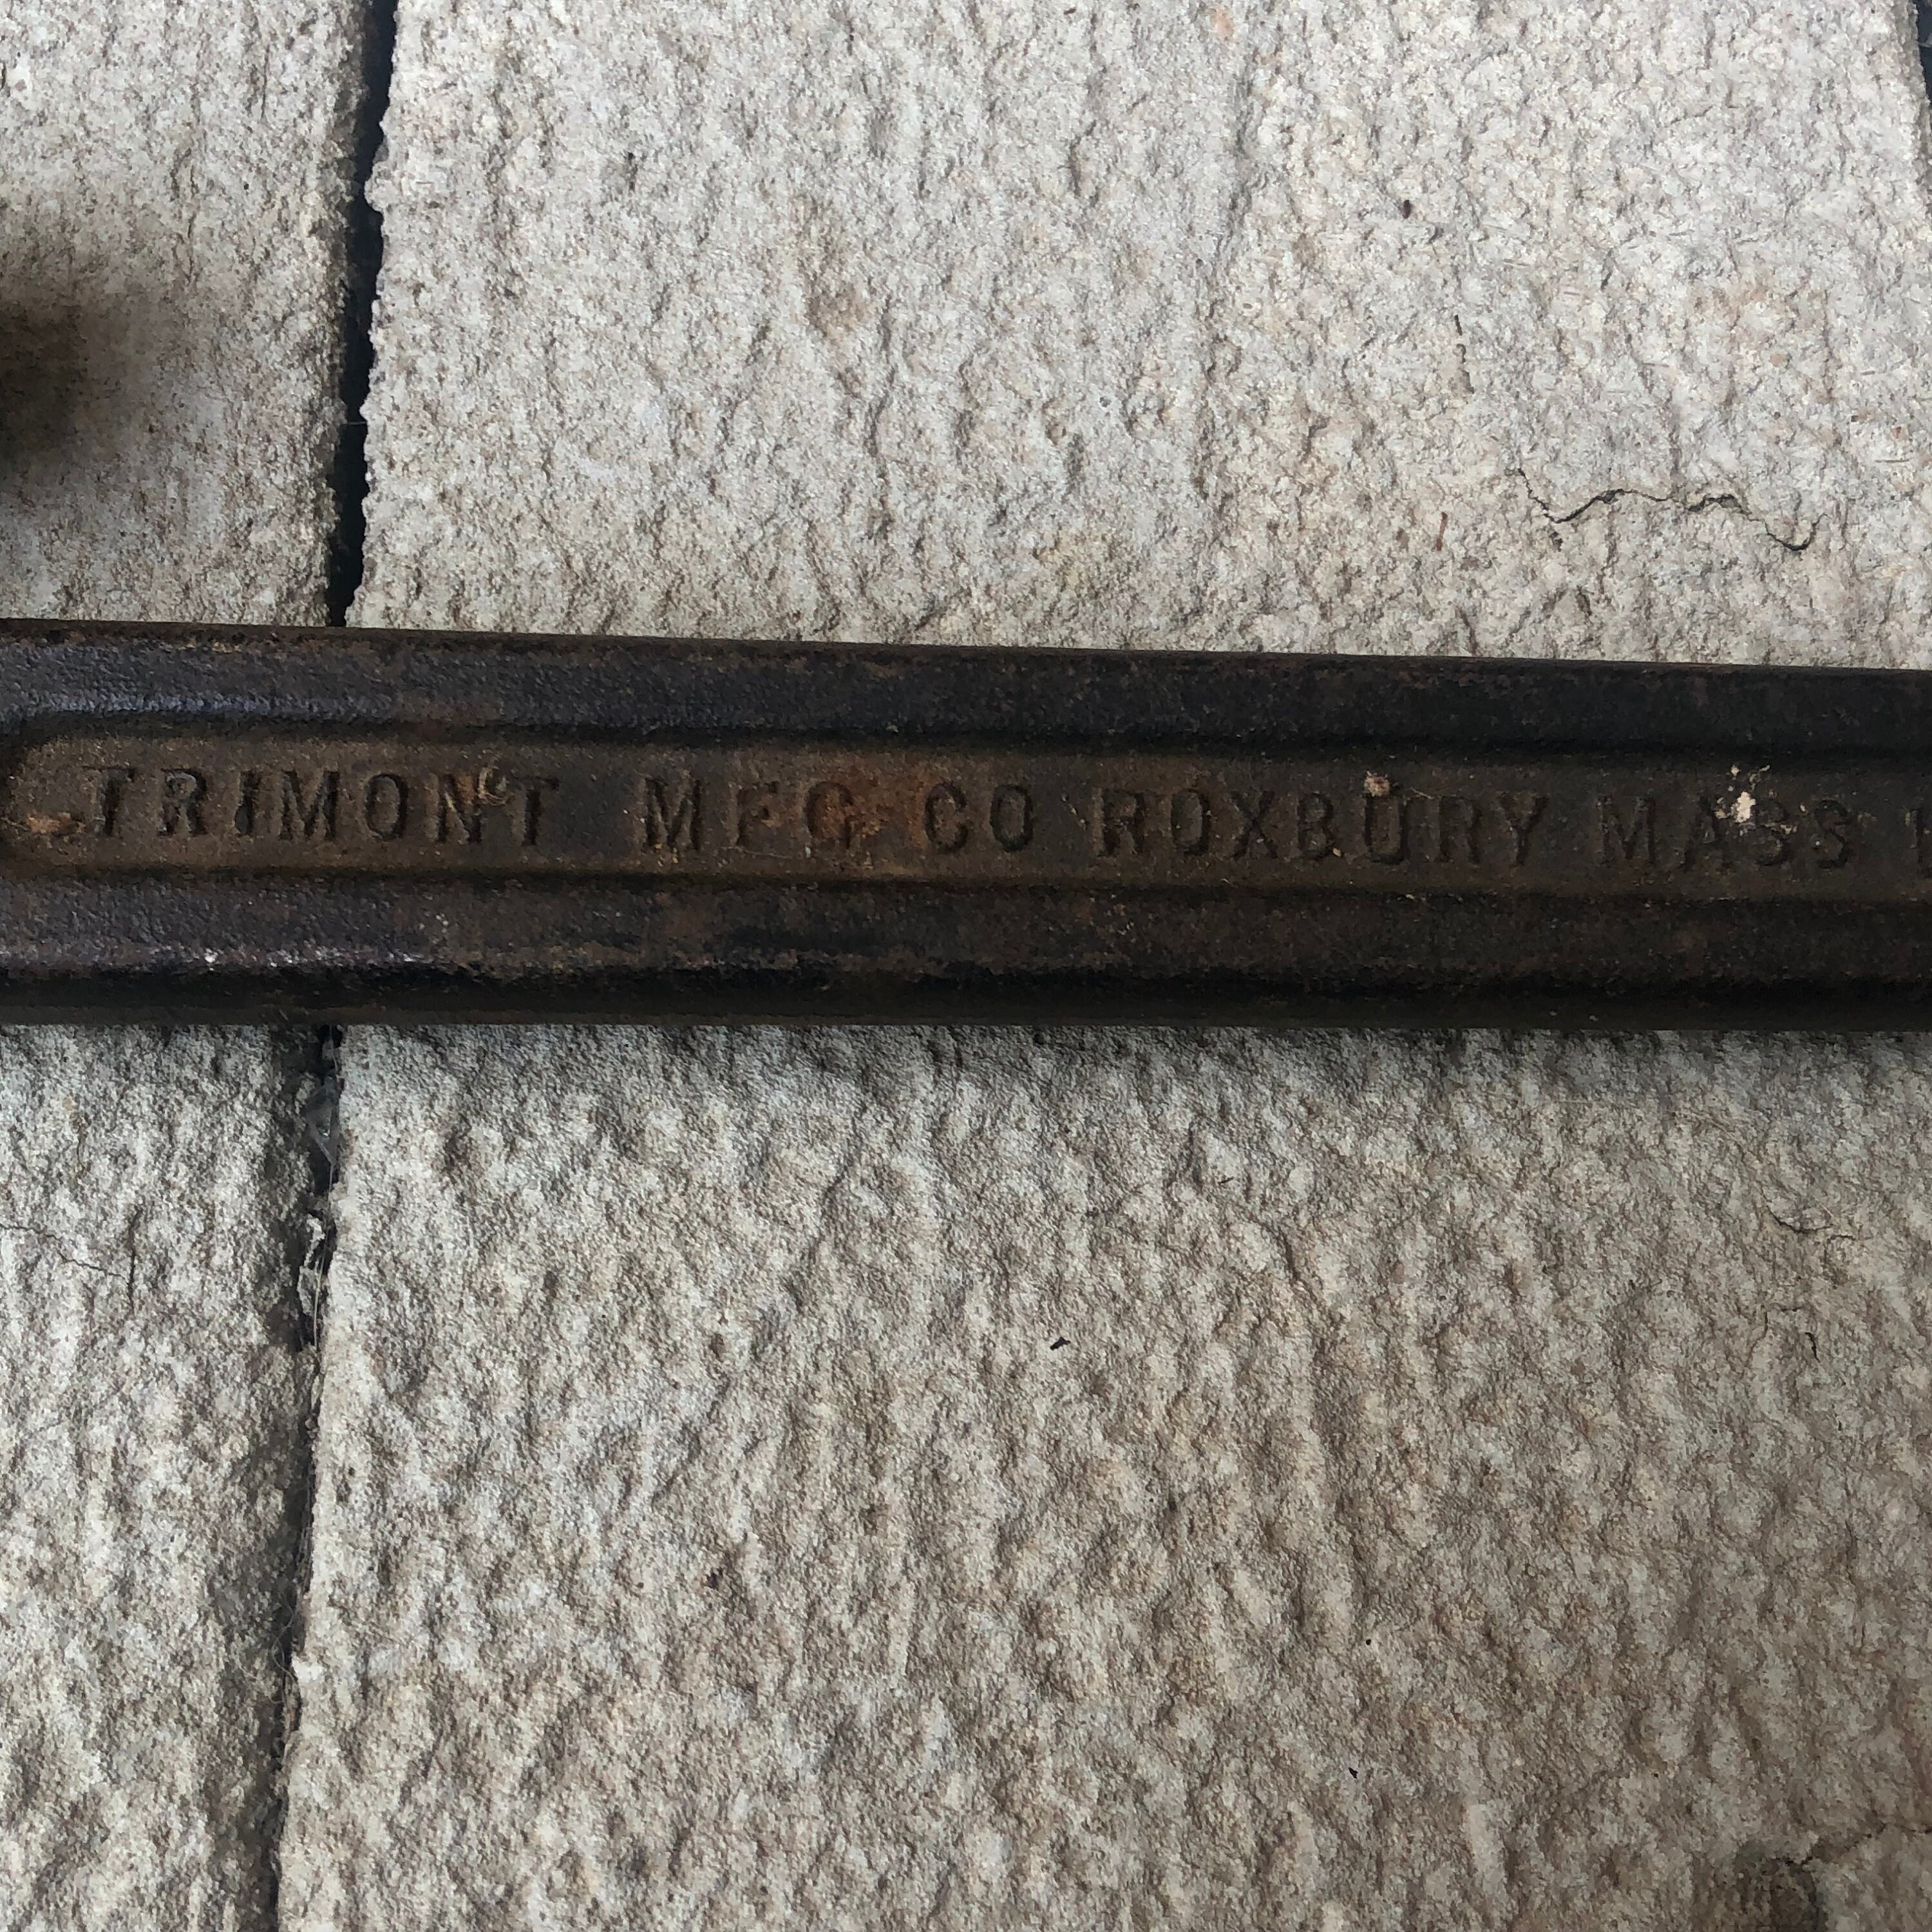 TRIMONT MFG CO ROXBURY MASS